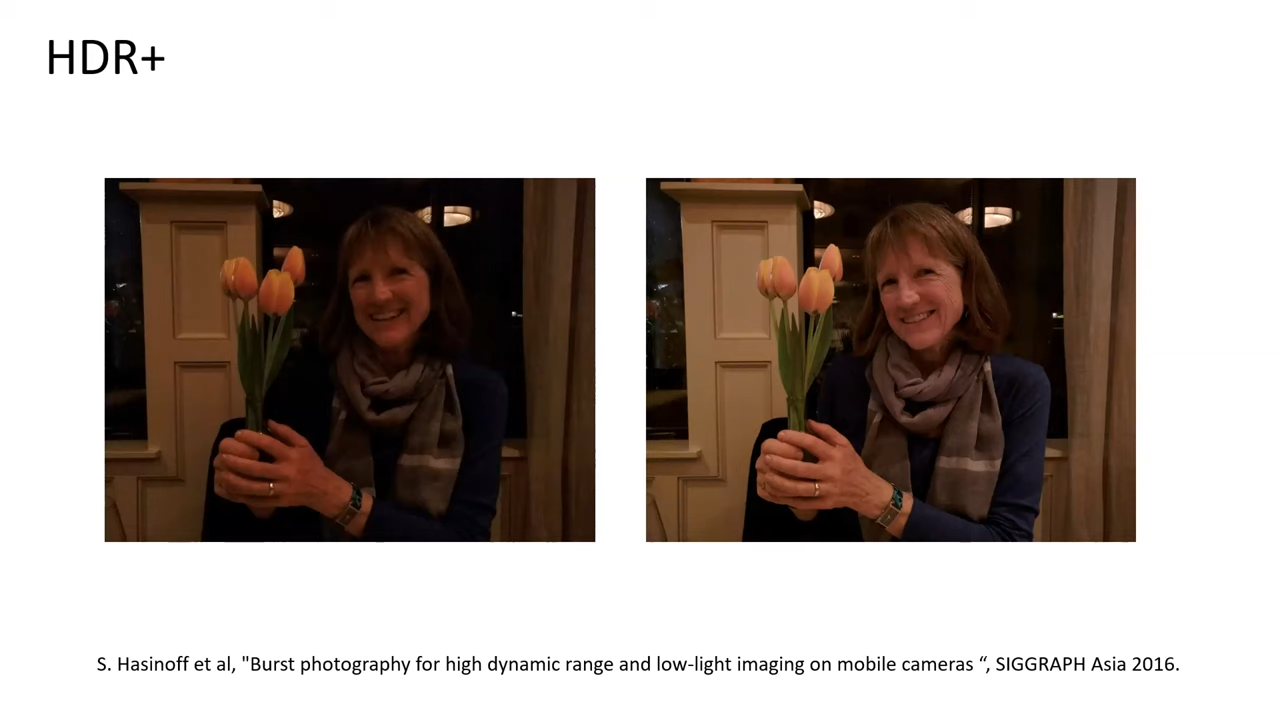 HDR+
S. Hasinoff et al, "Burst photography for high dynamic range and low-light imaging on mobile cameras “, SIGGRAPH Asia 2016.